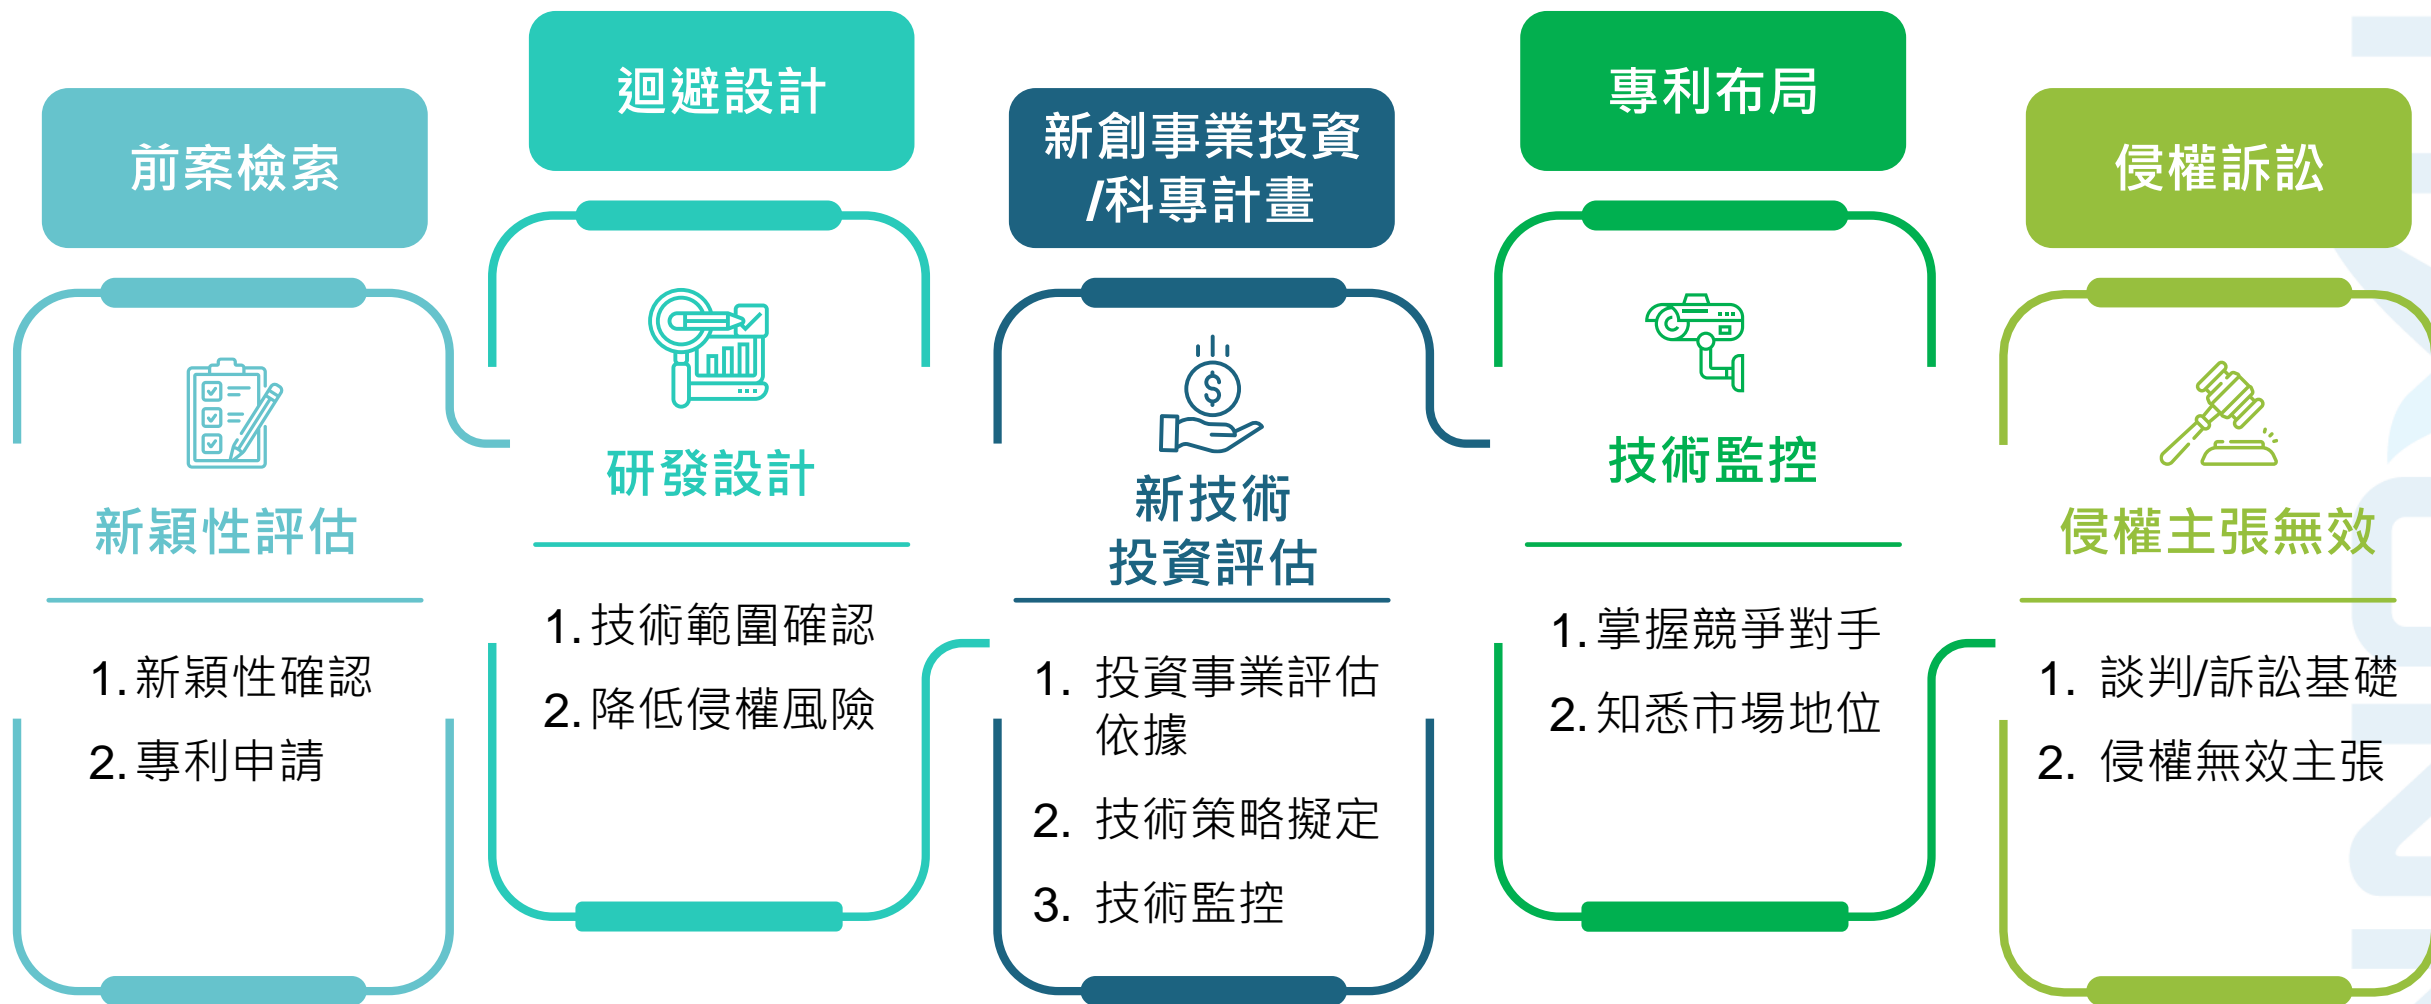 前案檢索
新穎性評估
1. 新穎性確認
2. 專利申請
迴避設計
研發設計
1. 技術範圍確認
2. 降低侵權風險
新創事業投資
/科專計畫
$
新技術
投資評估
1. 投資事業評估
依據
2. 技術策略擬定
3. 技術監控
專利布局
技術監控
1. 掌握競爭對手
2. 知悉市場地位
侵權訴訟
侵權主張無效
1. 談判/訴訟基礎
2. 侵權無效主張